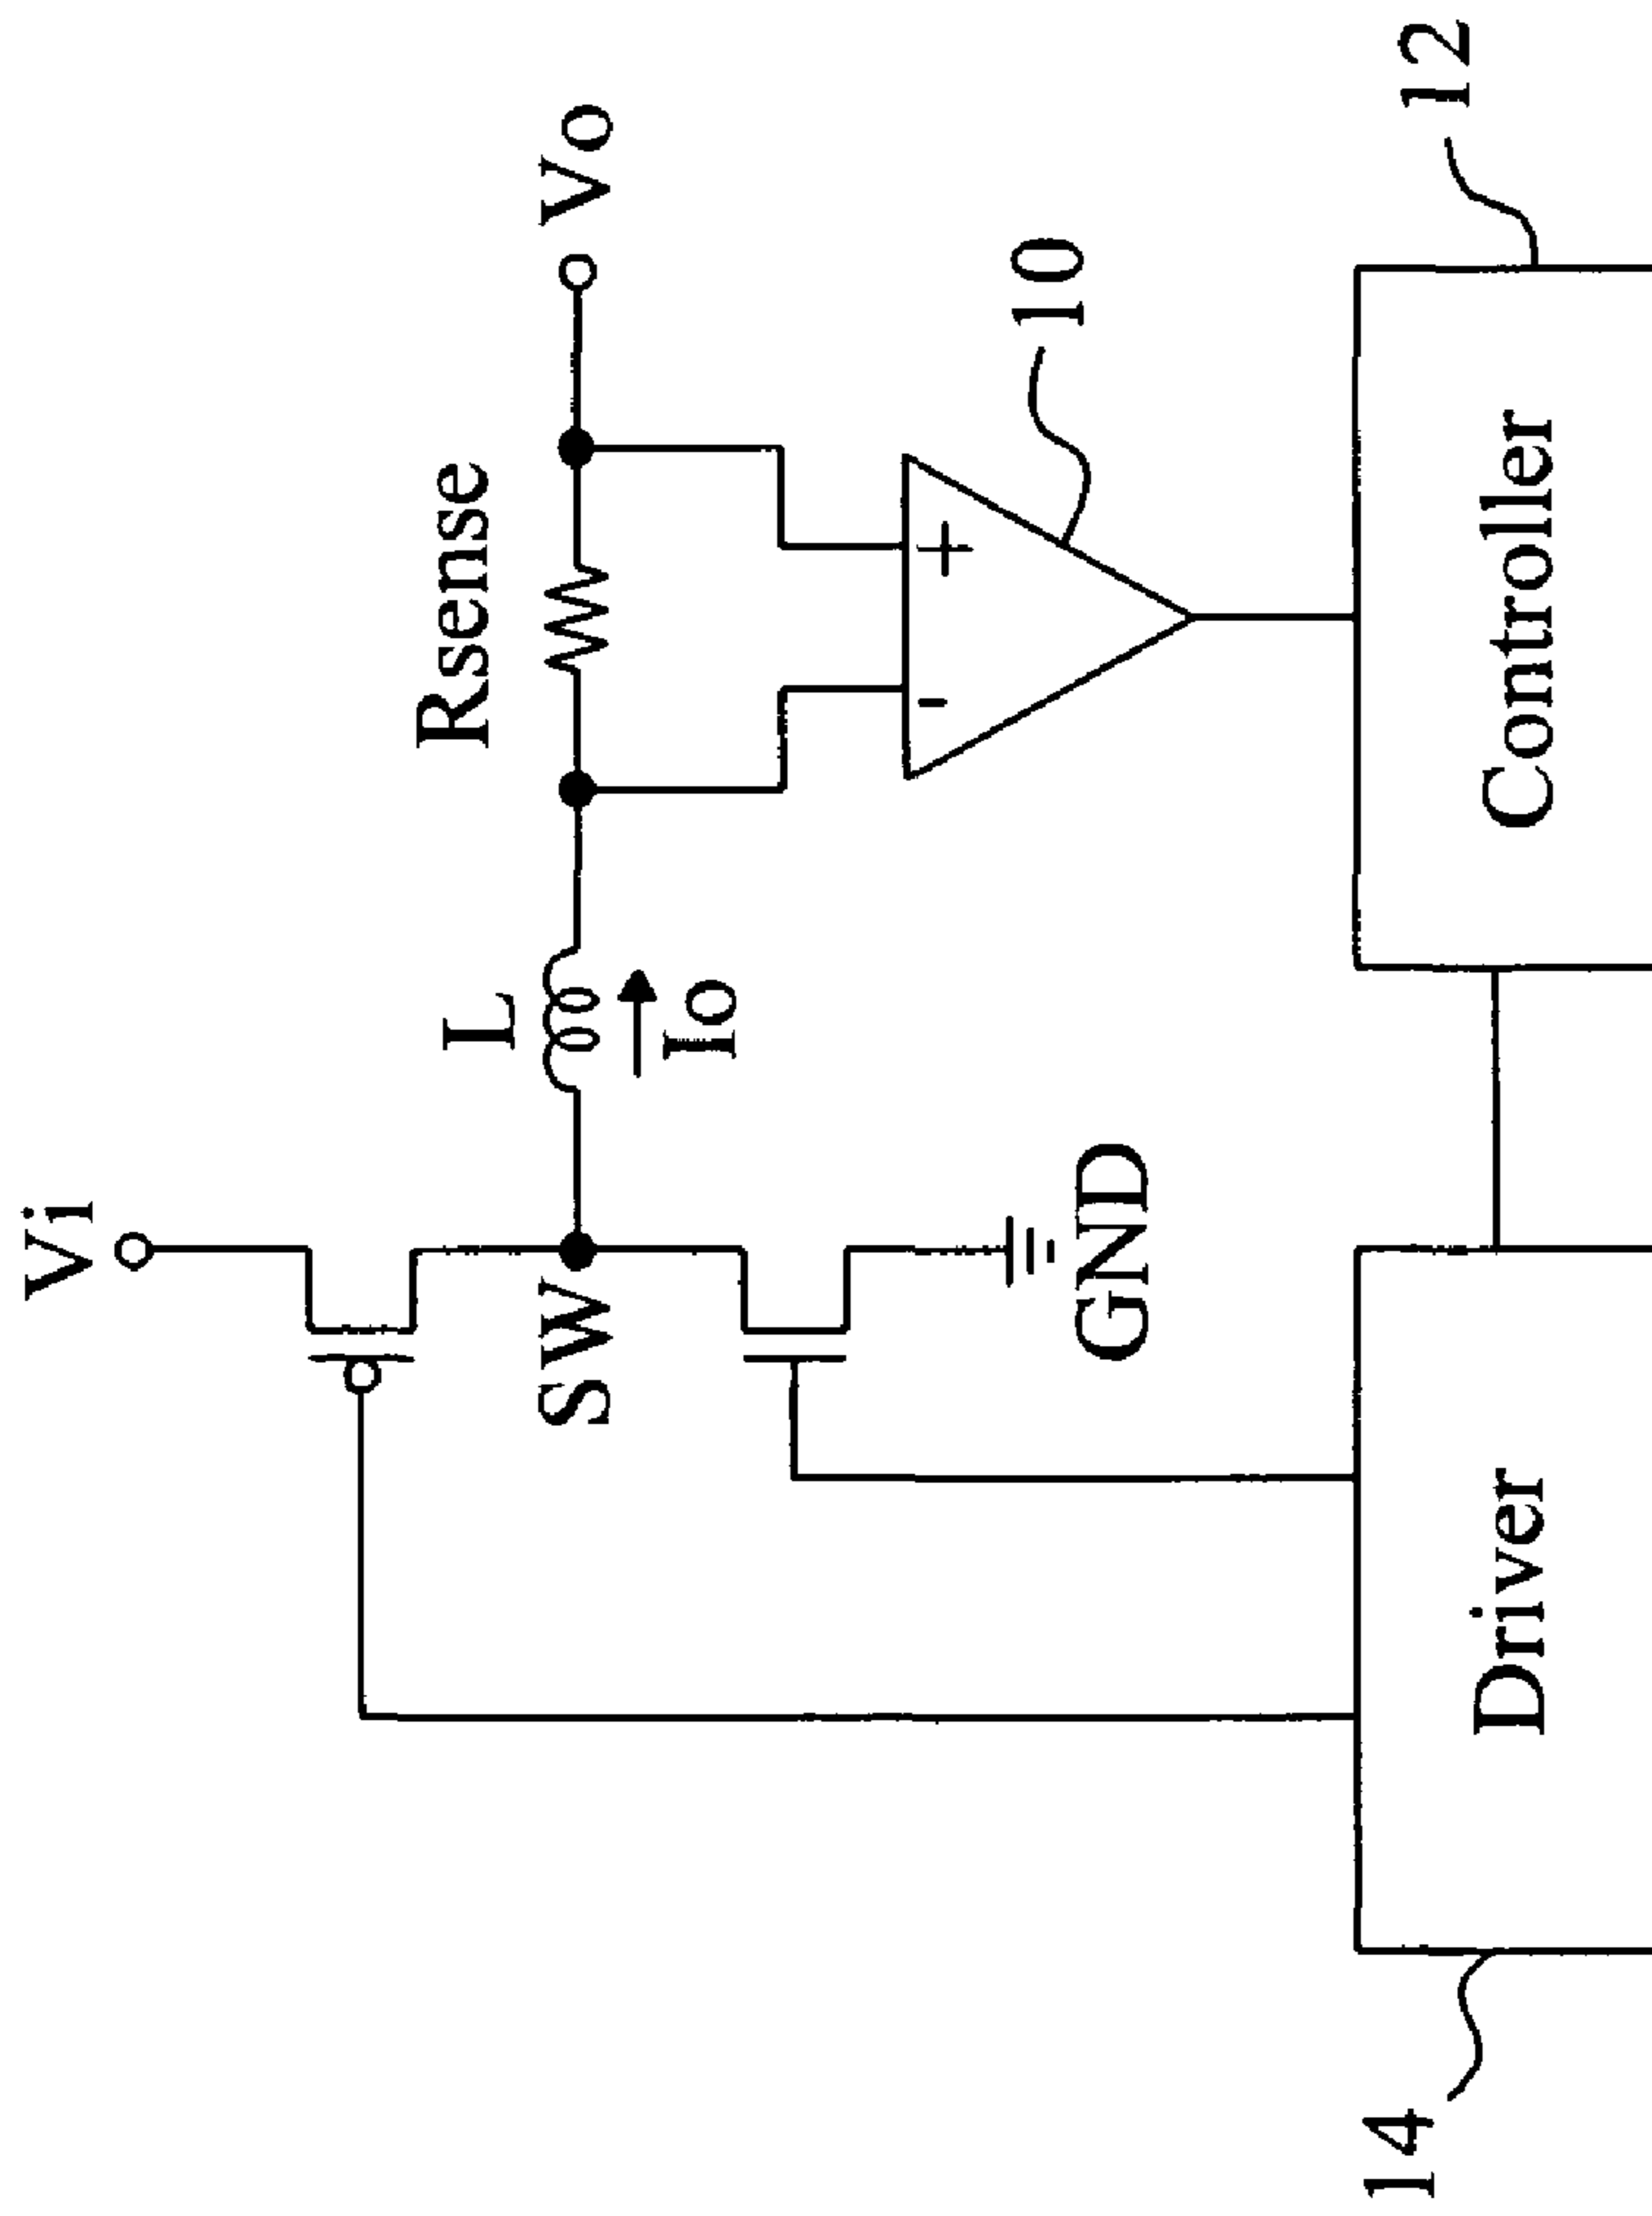 Vi
SW
L
Io
Rsense
Vo
GND
-
+
10
14
Driver
Controller
12